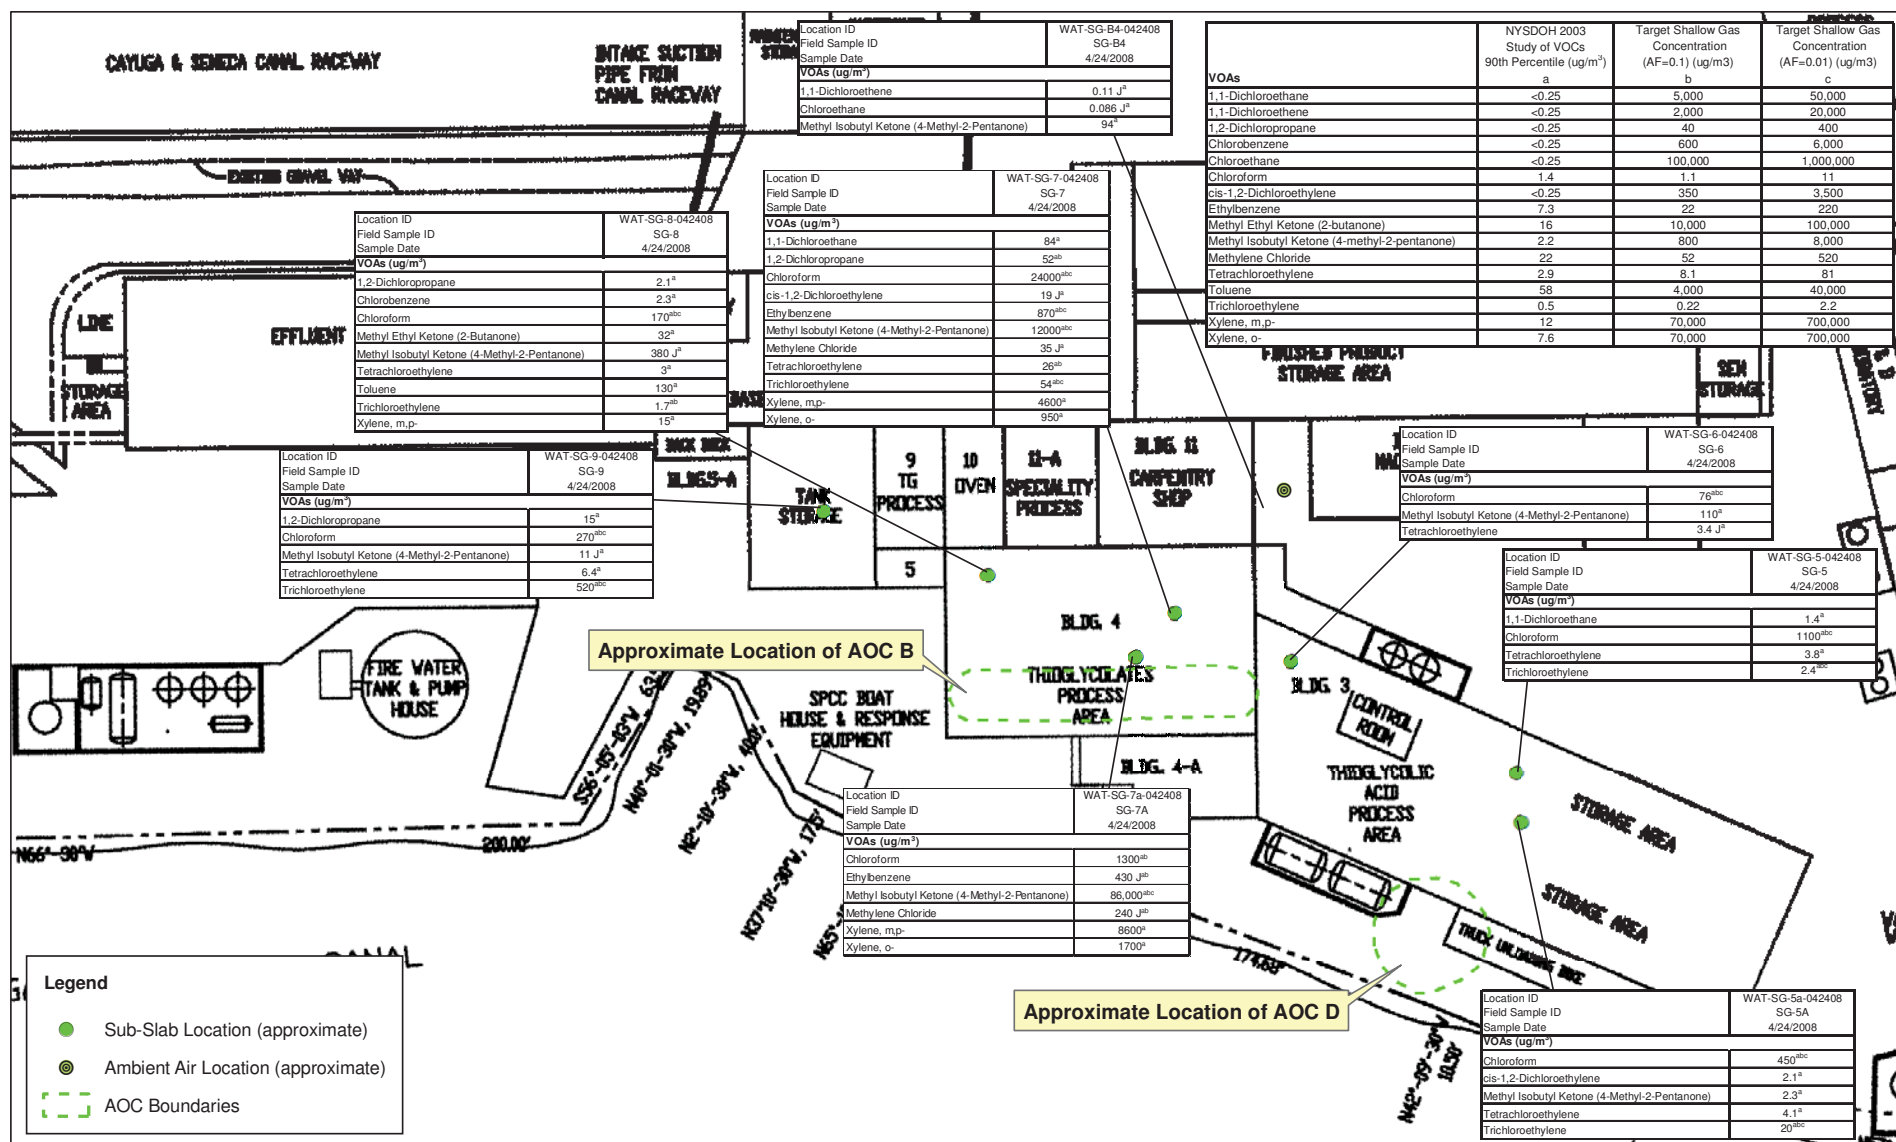 CAYUGA & SENECA CANAL RACEWAY
INTAKE SUCTION
PIPE FROM
CANAL RACEWAY
EXISTING GRAVEL WAY
Location ID WAT-SG-B4-042408
Field Sample ID SG-B4
Sample Date 4/24/2008
VOAs (ug/m³)
1,1-Dichloroethene 0.11 Jᵃ
Chloroethane 0.086 Jᵃ
Methyl Isobutyl Ketone (4-Methyl-2-Pentanone) 94ᵃ
NYSDOH 2003 Target Shallow Gas Target Shallow Gas
Study of VOCs Concentration Concentration
90th Percentile (ug/m³) (AF=0.1) (ug/m3) (AF=0.01) (ug/m3)
VOAs a b c
1,1-Dichloroethane <0.25 5,000 50,000
1,1-Dichloroethene <0.25 2,000 20,000
1,2-Dichloropropane <0.25 40 400
Chlorobenzene <0.25 600 6,000
Chloroethane <0.25 100,000 1,000,000
Chloroform 1.4 1.1 11
cis-1,2-Dichloroethylene <0.25 350 3,500
Ethylbenzene 7.3 22 220
Methyl Ethyl Ketone (2-butanone) 16 10,000 100,000
Methyl Isobutyl Ketone (4-methyl-2-pentanone) 2.2 800 8,000
Methylene Chloride 22 52 520
Tetrachloroethylene 2.9 8.1 81
Toluene 58 4,000 40,000
Trichloroethylene 0.5 0.22 2.2
Xylene, m,p- 12 70,000 700,000
Xylene, o- 7.6 70,000 700,000
Location ID WAT-SG-7-042408
Field Sample ID SG-7
Sample Date 4/24/2008
VOAs (ug/m³)
1,1-Dichloroethane 84ᵃ
1,2-Dichloropropane 52ᵃᵇ
Chloroform 24000ᵃᵇᶜ
cis-1,2-Dichloroethylene 19 Jᵃ
Ethylbenzene 870ᵃᵇᶜ
Methyl Isobutyl Ketone (4-Methyl-2-Pentanone) 12000ᵃᵇᶜ
Methylene Chloride 35 Jᵃ
Tetrachloroethylene 26ᵃᵇ
Trichloroethylene 54ᵃᵇᶜ
Xylene, m,p- 4600ᵃ
Xylene, o- 950ᵃ
Location ID WAT-SG-8-042408
Field Sample ID SG-8
Sample Date 4/24/2008
VOAs (ug/m³)
1,2-Dichloropropane 2.1ᵃ
Chlorobenzene 2.3ᵃ
Chloroform 170ᵃᵇᶜ
Methyl Ethyl Ketone (2-Butanone) 32ᵃ
Methyl Isobutyl Ketone (4-Methyl-2-Pentanone) 380 Jᵃ
Tetrachloroethylene 3ᵃ
Toluene 130ᵃ
Trichloroethylene 1.7ᵃᵇ
Xylene, m,p- 15ᵃ
LINE
STORAGE
AREA
EFFLUENT
FINISHED PRODUCT
STORAGE AREA
STORAGE
Location ID WAT-SG-9-042408
Field Sample ID SG-9
Sample Date 4/24/2008
VOAs (ug/m³)
1,2-Dichloropropane 15ᵃ
Chloroform 270ᵃᵇᶜ
Methyl Isobutyl Ketone (4-Methyl-2-Pentanone) 11 Jᵃ
Tetrachloroethylene 6.4ᵃ
Trichloroethylene 520ᵃᵇᶜ
BLDG.5-A
TANK
STORAGE
9
TG
PROCESS
5
10
OVEN
11-A
SPECIALITY
PROCESS
BLDG. 11
CARPENTRY
SHOP
Location ID WAT-SG-6-042408
Field Sample ID SG-6
Sample Date 4/24/2008
VOAs (ug/m³)
Chloroform 76ᵃᵇᶜ
Methyl Isobutyl Ketone (4-Methyl-2-Pentanone) 110ᵃ
Tetrachloroethylene 3.4 Jᵃ
Location ID WAT-SG-5-042408
Field Sample ID SG-5
Sample Date 4/24/2008
VOAs (ug/m³)
1,1-Dichloroethane 1.4ᵃ
Chloroform 1100ᵃᵇᶜ
Tetrachloroethylene 3.8ᵃ
Trichloroethylene 2.4ᵃᵇᶜ
BLDG. 4
THIOGLYCOLATES
PROCESS
AREA
Approximate Location of AOC B
FIRE WATER
TANK & PUMP
HOUSE
SPCC BOAT
HOUSE & RESPONSE
EQUIPMENT
BLDG. 4-A
BLDG. 3
CONTROL
ROOM
THIOGLYCOLIC
ACID
PROCESS
AREA
STORAGE AREA
STORAGE AREA
TRUCK UNLOADING DIKE
N66°-30'W
200.00'
S56°-05'-03"W
N40°-01-30"W, 19.89'
N2°-10'-30"W, 40.0'
N37°10'-30"W, 17.5'
174.68'
N42°-09'-30"W
10.50'
Location ID WAT-SG-7a-042408
Field Sample ID SG-7A
Sample Date 4/24/2008
VOAs (ug/m³)
Chloroform 1300ᵃᵇ
Ethylbenzene 430 Jᵃᵇ
Methyl Isobutyl Ketone (4-Methyl-2-Pentanone) 86,000ᵃᵇᶜ
Methylene Chloride 240 Jᵃᵇ
Xylene, m,p- 8600ᵃ
Xylene, o- 1700ᵃ
Approximate Location of AOC D
Location ID WAT-SG-5a-042408
Field Sample ID SG-5A
Sample Date 4/24/2008
VOAs (ug/m³)
Chloroform 450ᵃᵇᶜ
cis-1,2-Dichloroethylene 2.1ᵃ
Methyl Isobutyl Ketone (4-Methyl-2-Pentanone) 2.3ᵃ
Tetrachloroethylene 4.1ᵃ
Trichloroethylene 20ᵃᵇᶜ
Legend
Sub-Slab Location (approximate)
Ambient Air Location (approximate)
AOC Boundaries